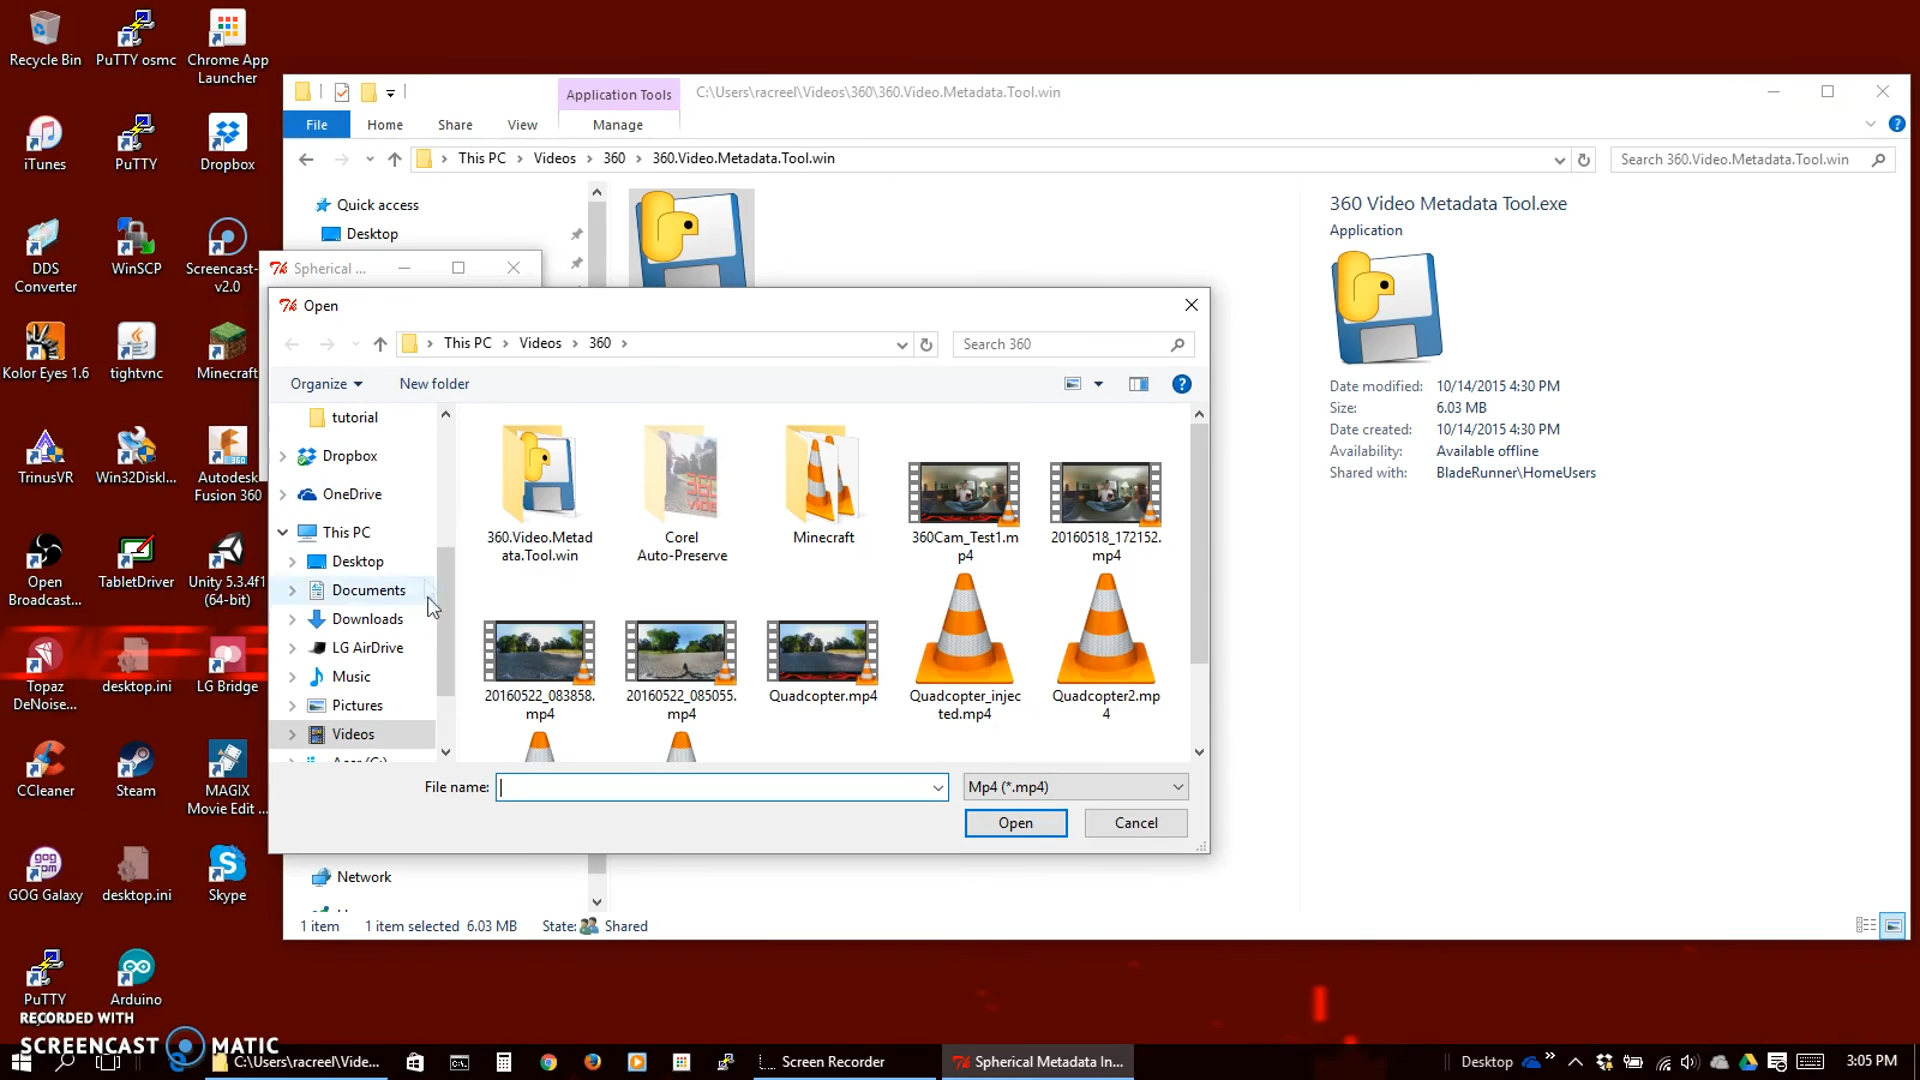 Recycle Bin
PuTTY osmc
Chrome App
Launcher
iTunes
PuTTY
Dropbox
DDS
Converter
WinSCP
Screencast-
v2.0
Kolor Eyes 1.6
tightvnc
Minecraft
TrinusVR
Win32Diskl...
Autodesk
Fusion 360
Open
Broadcast...
TabletDriver
Unity 5.3.4f1
(64-bit)
Topaz
DeNoise...
desktop.ini
LG Bridge
CCleaner
Steam
MAGIX
Movie Edit ...
GOG Galaxy
desktop.ini
Skype
PuTTY
Arduino
RECORDED WITH
SCREENCAST MATIC
Application Tools
C:\Users\racreel\Videos\360\360.Video.Metadata.Tool.win
File
Home
Share
View
Manage
This PC
Videos
360
360.Video.Metadata.Tool.win
Search 360.Video.Metadata.Tool.win
Quick access
Desktop
360 Video Metadata Tool.exe
Application
Date modified: 10/14/2015 4:30 PM
Size: 6.03 MB
Date created: 10/14/2015 4:30 PM
Availability: Available offline
Shared with: BladeRunner\HomeUsers
Spherical ...
Open
This PC
Videos
360
Search 360
Organize
New folder
tutorial
Dropbox
OneDrive
This PC
Desktop
Documents
Downloads
LG AirDrive
Music
Pictures
Videos
360.Video.Metad
ata.Tool.win
Corel
Auto-Preserve
Minecraft
360Cam_Test1.m
p4
20160518_172152.
mp4
20160522_083858.
mp4
20160522_085055.
mp4
Quadcopter.mp4
Quadcopter_injec
ted.mp4
Quadcopter2.mp
4
File name:
Mp4 (*.mp4)
Open
Cancel
Network
1 item
1 item selected 6.03 MB
State: Shared
C:\Users\racreel\Vide...
Screen Recorder
Spherical Metadata In...
Desktop
3:05 PM